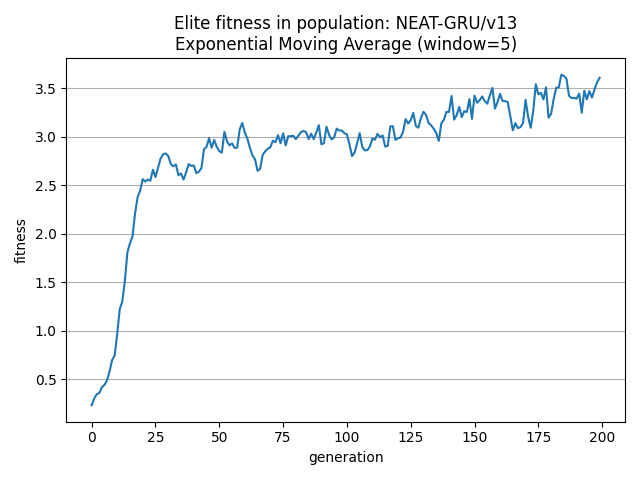 Elite fitness in population: NEAT-GRU/v13
Exponential Moving Average (window=5)
fitness
3.5
3.0
2.5
2.0
1.5
1.0
0.5
0 25 50 75 100 125 150 175 200
generation